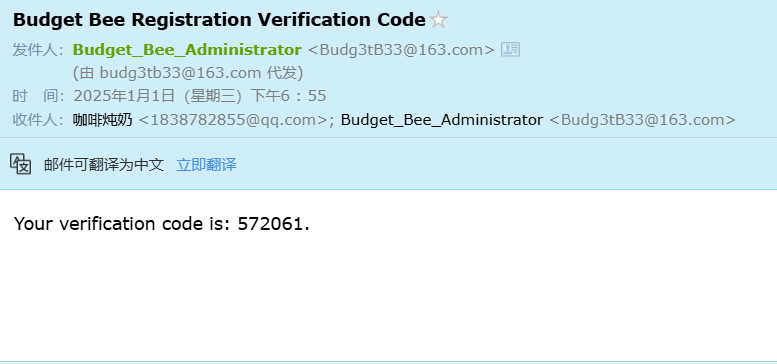 Budget Bee Registration Verification Code
发件人：Budget_Bee_Administrator <Budg3tB33@163.com>
(由 budg3tb33@163.com 代发)
时　间：2025年1月1日（星期三）下午6：55
收件人：咖啡炖奶 <1838782855@qq.com>; Budget_Bee_Administrator <Budg3tB33@163.com>
邮件可翻译为中文 立即翻译
Your verification code is: 572061.